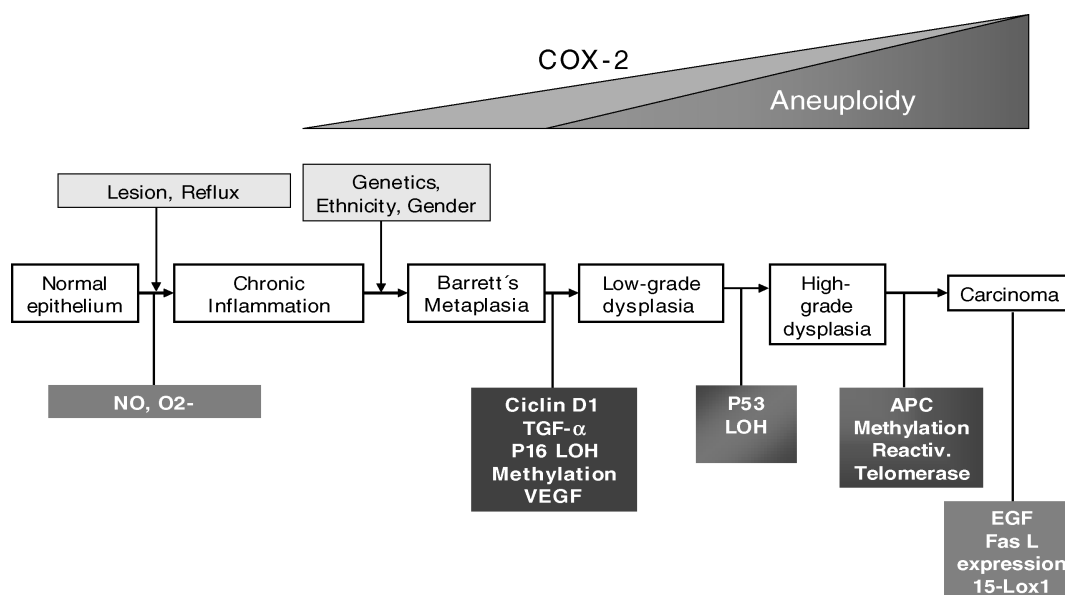 COX-2
Aneuploidy
Lesion, Reflux
Genetics,
Ethnicity, Gender
Normal
epithelium
Chronic
Inflammation
Barrett´s
Metaplasia
Low-grade
dysplasia
High-
grade
dysplasia
Carcinoma
NO, O2-
Ciclin D1
TGF-α
P16 LOH
Methylation
VEGF
P53
LOH
APC
Methylation
Reactiv.
Telomerase
EGF
Fas L
expression
15-Lox1